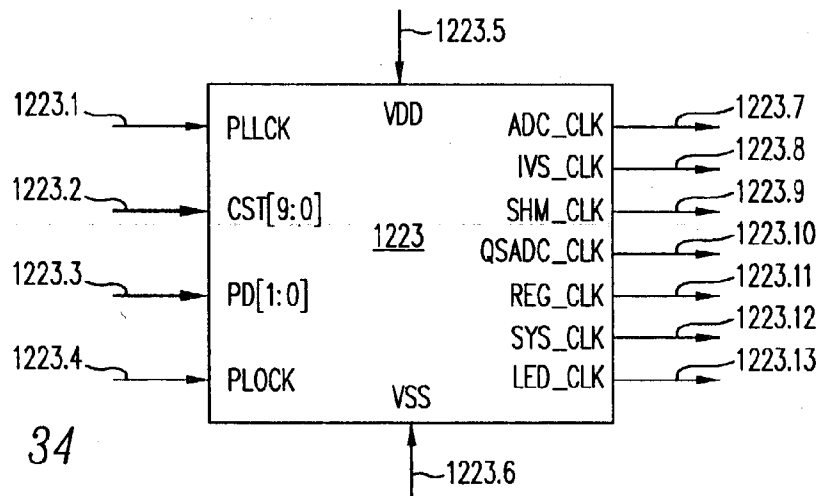 1223.5
1223.1 PLLCK VDD ADC_CLK 1223.7
IVS_CLK 1223.8
1223.2 CST[9:0] SHM_CLK 1223.9
1223 QSADC_CLK 1223.10
1223.3 PD[1:0] REG_CLK 1223.11
SYS_CLK 1223.12
1223.4 PLOCK VSS LED_CLK 1223.13
34
1223.6